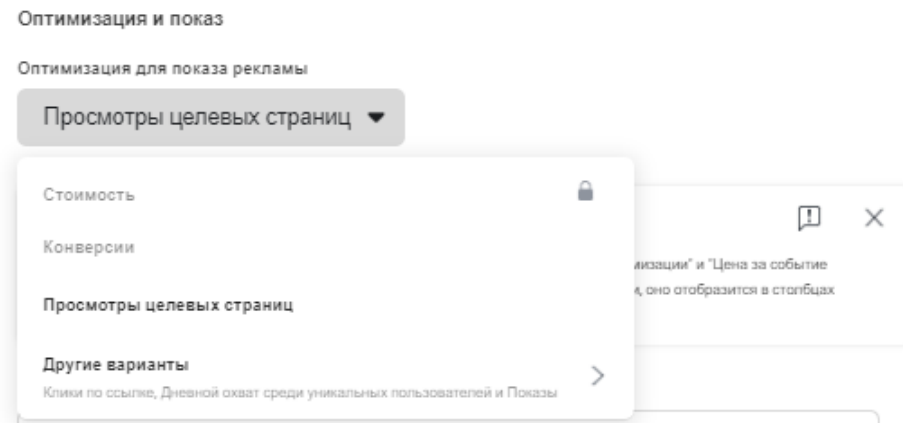 Оптимизация и показ
Оптимизация для показа рекламы
Просмотры целевых страниц
Стоимость
Конверсии
мизации" и "Цена за событие
и, оно отобразится в столбцах
Просмотры целевых страниц
Другие варианты
Клики по ссылке, Дневной охват среди уникальных пользователей и Показы